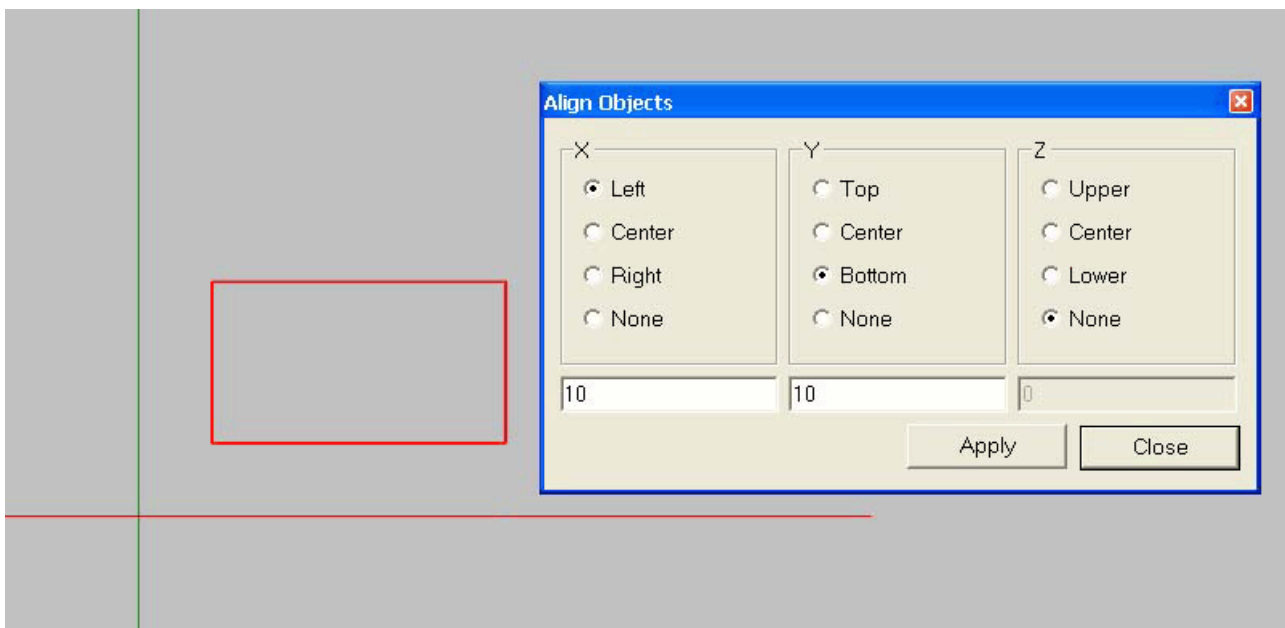 Align Objects
X
Left
Center
Right
None
10
Y
Top
Center
Bottom
None
10
Z
Upper
Center
Lower
None
0
Apply
Close